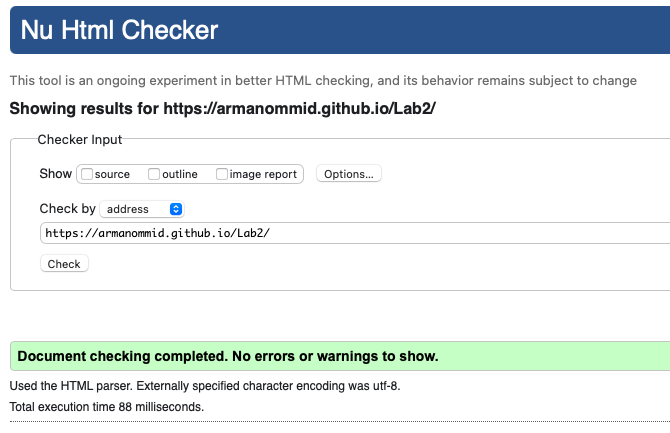 Nu Html Checker
This tool is an ongoing experiment in better HTML checking, and its behavior remains subject to change
Showing results for https://armanommid.github.io/Lab2/
Checker Input
Show source outline image report Options...
Check by address
https://armanommid.github.io/Lab2/
Check
Document checking completed. No errors or warnings to show.
Used the HTML parser. Externally specified character encoding was utf-8.
Total execution time 88 milliseconds.